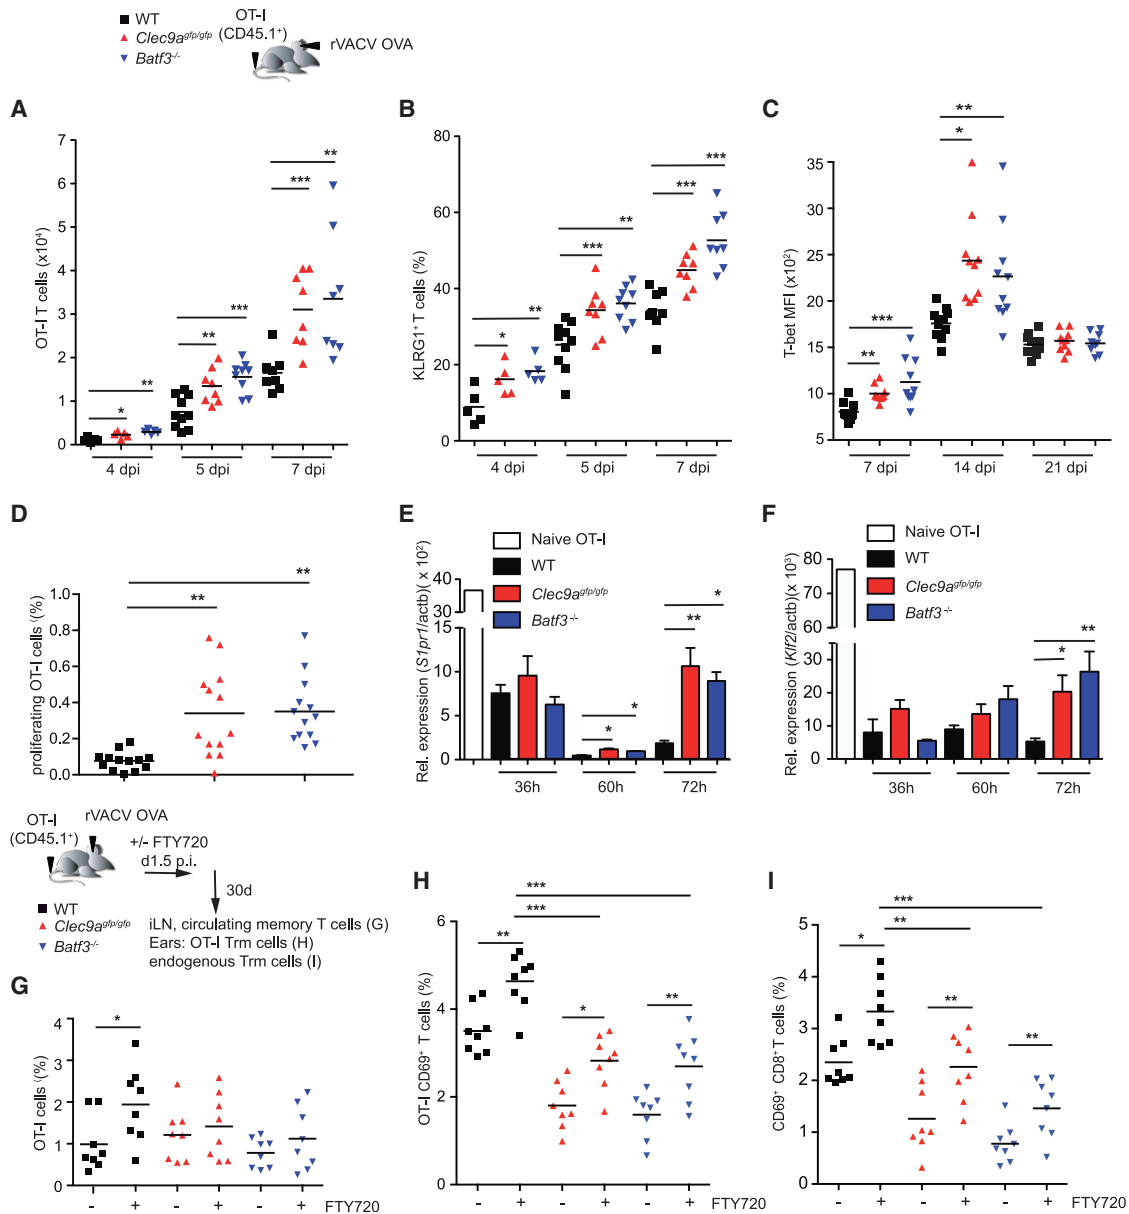 WT
Clec9agfp/gfp
Batf3-/-
OT-I
(CD45.1+)
rVACV OVA
A
OT-I T cells (x10⁴)
7
6
5
4
3
2
1
0
*
**
**
***
***
**
4 dpi
5 dpi
7 dpi
B
KLRG1+ T cells (%)
80
60
40
20
0
*
**
***
**
***
***
4 dpi
5 dpi
7 dpi
C
T-bet MFI (x10²)
35
30
25
20
15
10
5
**
***
*
**
7 dpi
14 dpi
21 dpi
D
proliferating OT-I cells (%)
1.0
0.8
0.6
0.4
0.2
0.0
**
**
E
Rel. expression (S1pr1/actb)( x 10²)
40
30
15
10
5
0
Naive OT-I
WT
Clec9agfp/gfp
Batf3-/-
*
*
**
*
36h
60h
72h
F
Rel. expression (Klf2/actb)(x 10³)
80
70
60
30
20
10
0
Naive OT-I
WT
Clec9agfp/gfp
Batf3-/-
*
**
36h
60h
72h
OT-I
(CD45.1+)
rVACV OVA
+/- FTY720
d1.5 p.i.
30d
WT
Clec9agfp/gfp
Batf3-/-
iLN, circulating memory T cells (G)
Ears: OT-I Trm cells (H)
endogenous Trm cells (I)
G
OT-I cells (%)
4
3
2
1
0
*
- + - + - + FTY720
H
OT-I CD69+ T cells (%)
6
4
2
0
**
***
***
*
**
- + - + - + FTY720
I
CD69+ CD8+ T cells (%)
5
4
3
2
1
0
*
***
**
**
**
- + - + - + FTY720